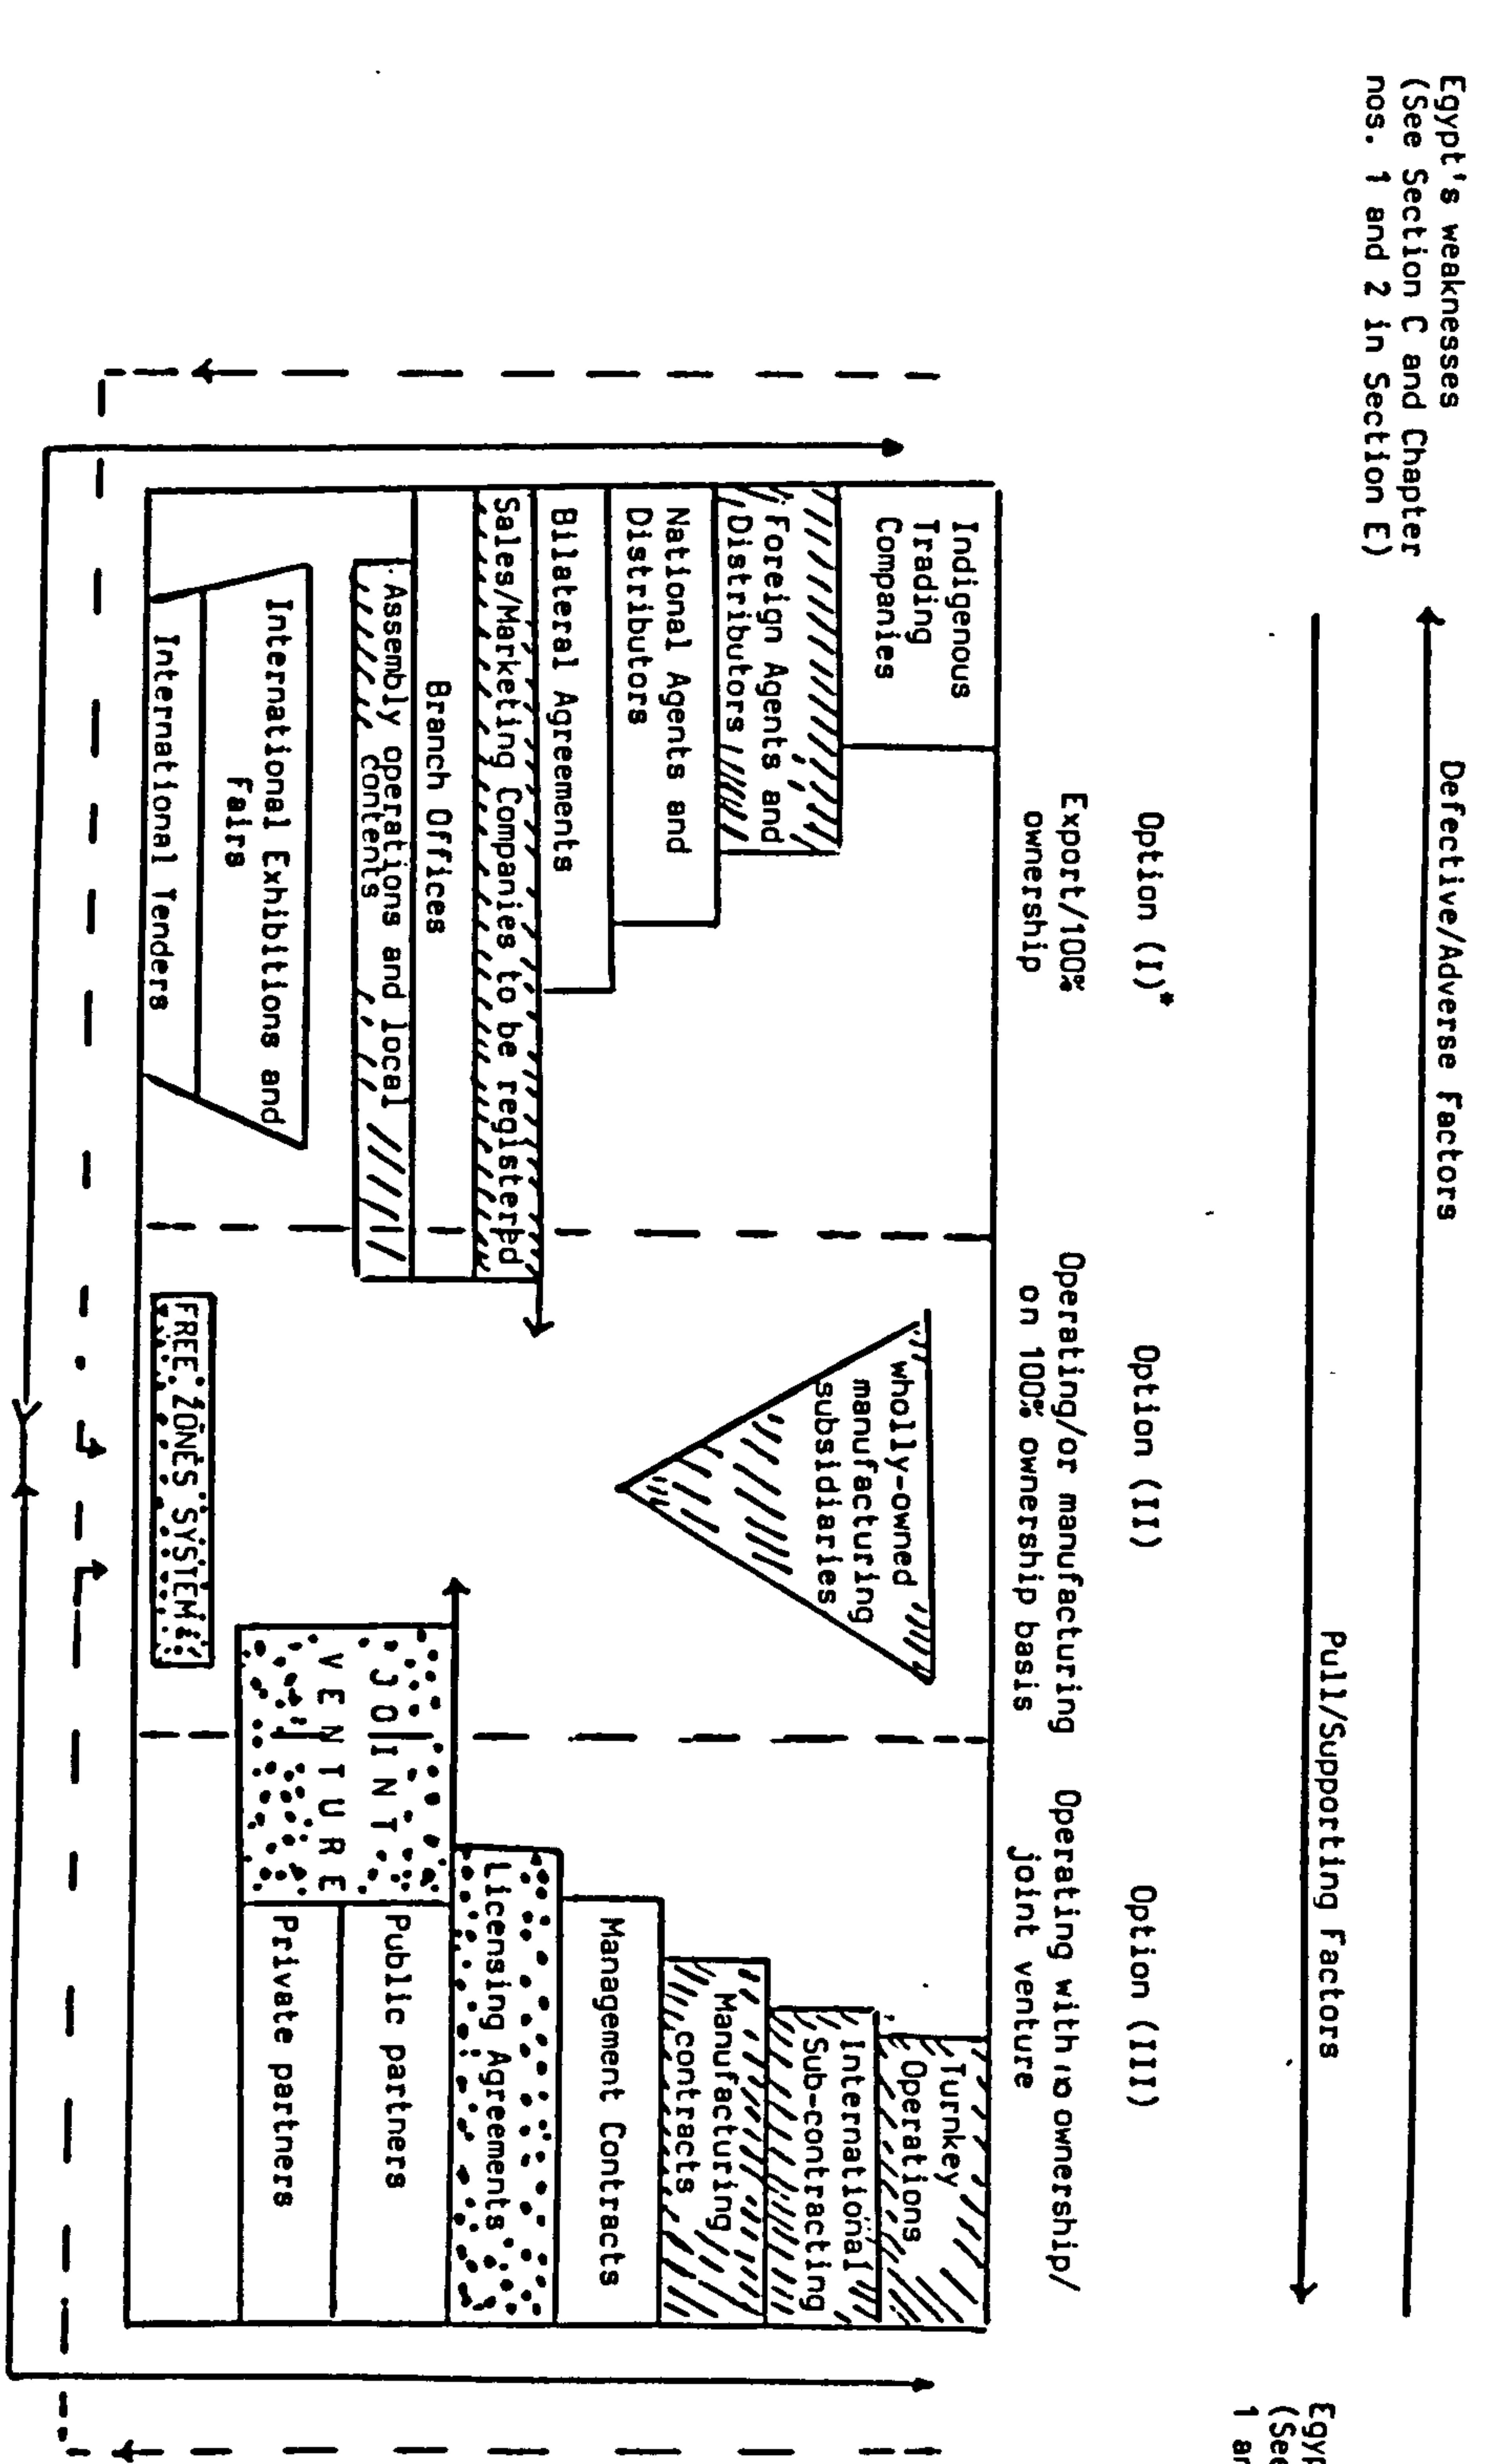 Egypt's weaknesses
(See Section C and Chapter
nos. 1 and 2 in Section E)
Defective/Adverse Factors
Pull/Supporting Factors
Option (I)*
Export/100%
ownership
Option (II)
Operating/or manufacturing
on 100% ownership basis
Option (III)
Operating with no ownership/
joint venture
Indigenous
Trading
Companies
Foreign Agents and
Distributors
National Agents and
Distributors
Bilateral Agreements
Sales/Marketing Companies to be registered
Branch Offices
Assembly operations and local
contents
International Exhibitions and
Fairs
International Tenders
wholly-owned
manufacturing
subsidiaries
FREE ZONES SYSTEM
Turnkey
Operations
International
Sub-contracting
Manufacturing
contracts
Management Contracts
Licensing Agreements
JOINT
VENTURE
Public partners
Private partners